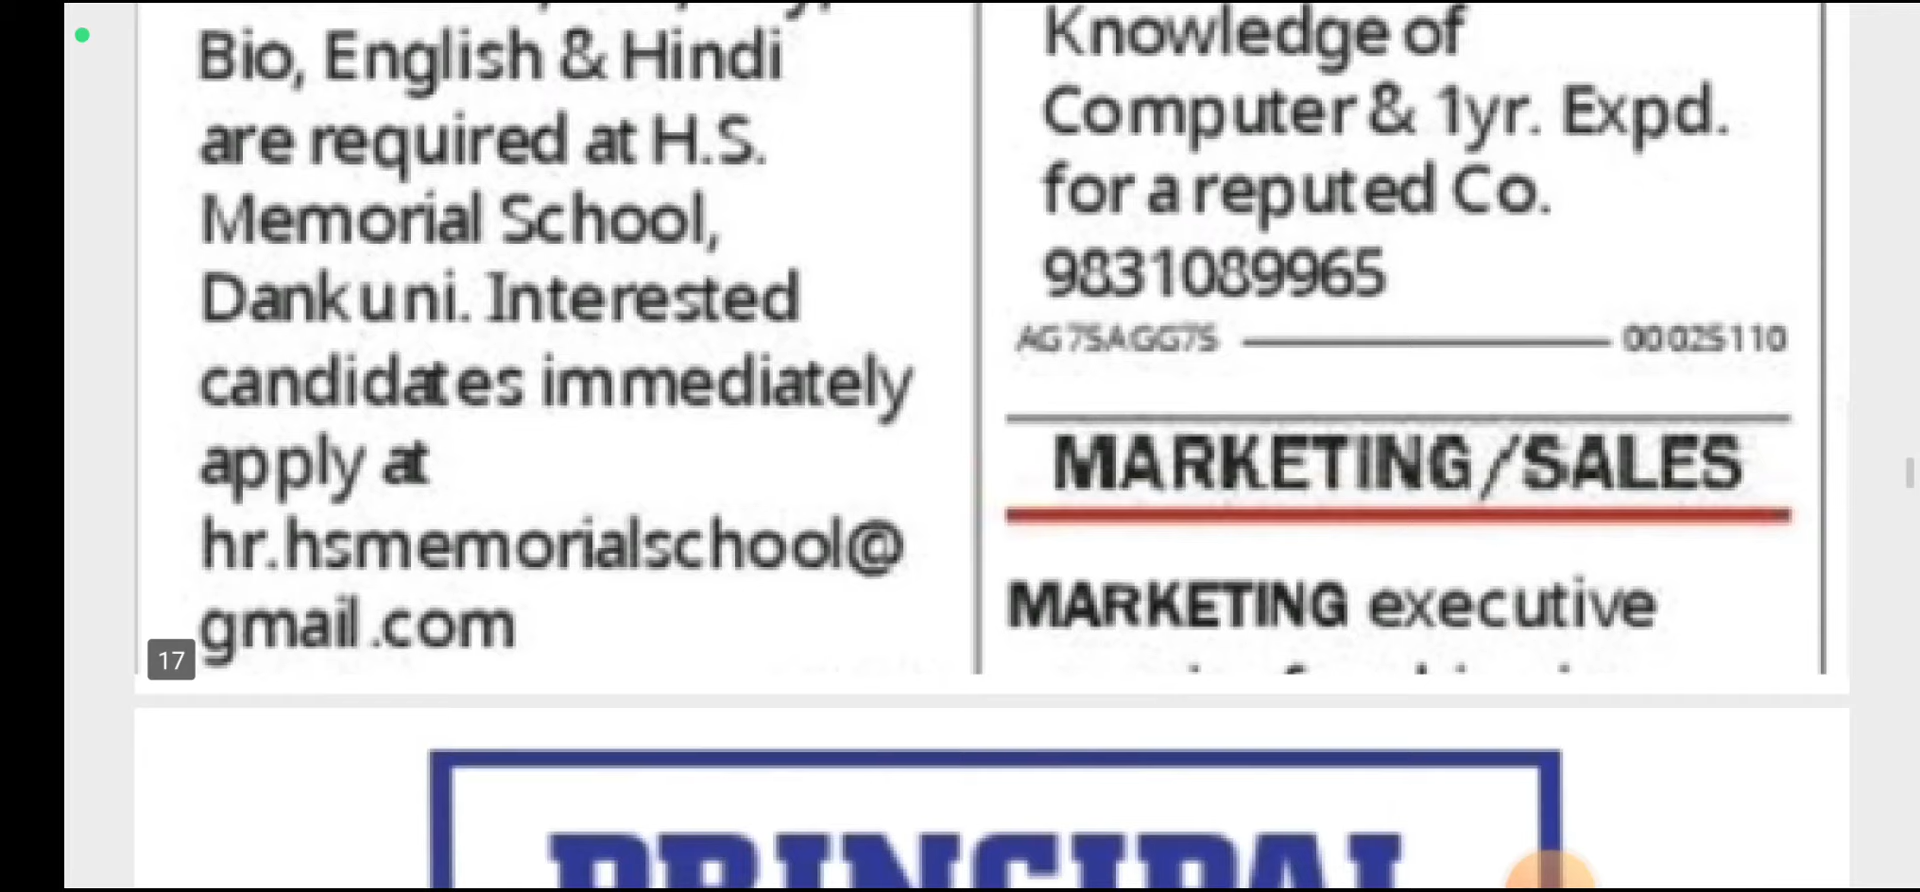 Bio, English & Hindi
are required at H.S.
Memorial School,
Dankuni. Interested
candidates immediately
apply at
hr.hsmemorialschool@
gmail.com
17
Knowledge of
Computer & 1yr. Expd.
for a reputed Co.
9831089965
AG75AGG75 00025110
MARKETING/SALES
MARKETING executive
PRINCIPAL